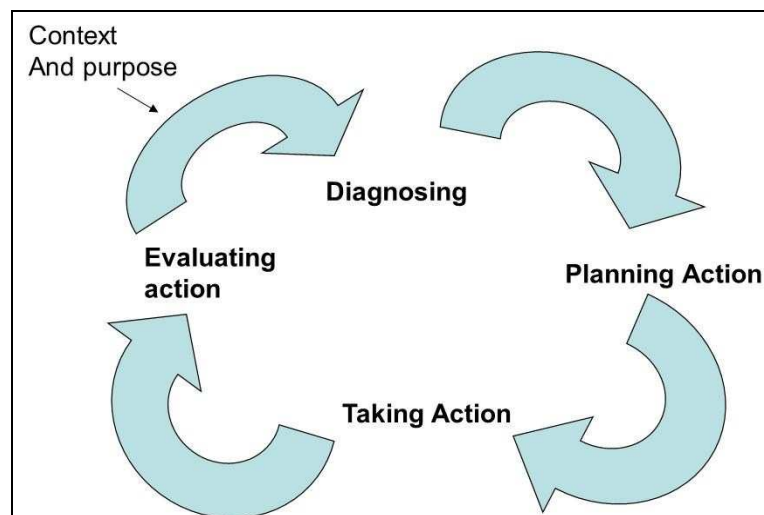 Context
And purpose
Diagnosing
Evaluating
action
Planning Action
Taking Action